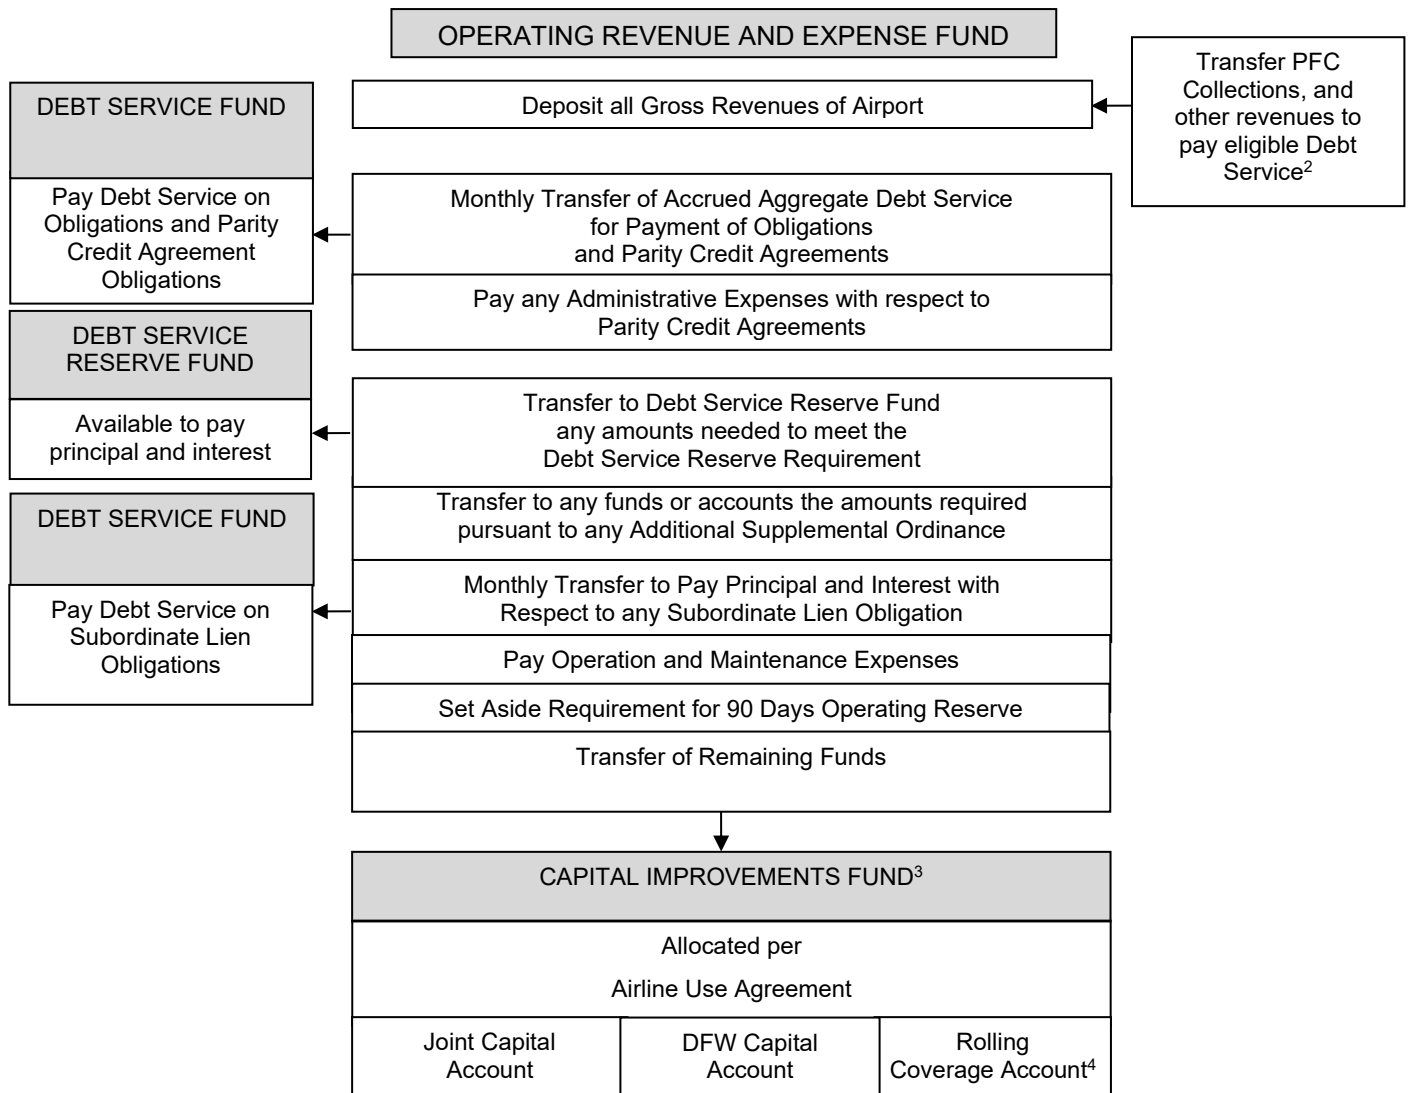 OPERATING REVENUE AND EXPENSE FUND
Transfer PFC
Collections, and
other revenues to
pay eligible Debt
Service²
Deposit all Gross Revenues of Airport
DEBT SERVICE FUND
Pay Debt Service on
Obligations and Parity
Credit Agreement
Obligations
Monthly Transfer of Accrued Aggregate Debt Service
for Payment of Obligations
and Parity Credit Agreements
Pay any Administrative Expenses with respect to
Parity Credit Agreements
DEBT SERVICE
RESERVE FUND
Available to pay
principal and interest
Transfer to Debt Service Reserve Fund
any amounts needed to meet the
Debt Service Reserve Requirement
Transfer to any funds or accounts the amounts required
pursuant to any Additional Supplemental Ordinance
DEBT SERVICE FUND
Pay Debt Service on
Subordinate Lien
Obligations
Monthly Transfer to Pay Principal and Interest with
Respect to any Subordinate Lien Obligation
Pay Operation and Maintenance Expenses
Set Aside Requirement for 90 Days Operating Reserve
Transfer of Remaining Funds
CAPITAL IMPROVEMENTS FUND³
Allocated per
Airline Use Agreement
Joint Capital
Account
DFW Capital
Account
Rolling
Coverage Account⁴